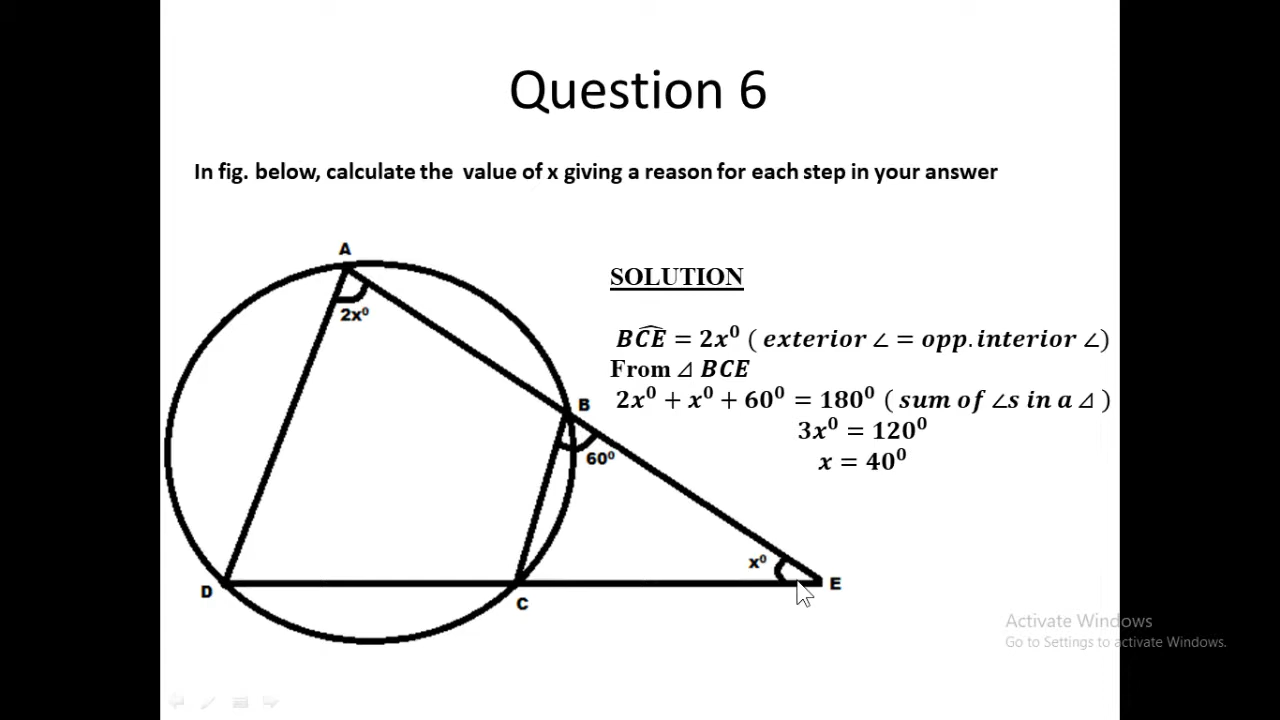 Question 6
In fig. below, calculate the value of x giving a reason for each step in your answer
A
2x⁰
SOLUTION
BĈE = 2x⁰ ( exterior ∠ = opp. interior ∠)
From ⊿ BCE
2x⁰ + x⁰ + 60⁰ = 180⁰ ( sum of ∠s in a ⊿ )
3x⁰ = 120⁰
x = 40⁰
B
60⁰
x⁰
D
C
E
Activate Windows
Go to Settings to activate Windows.